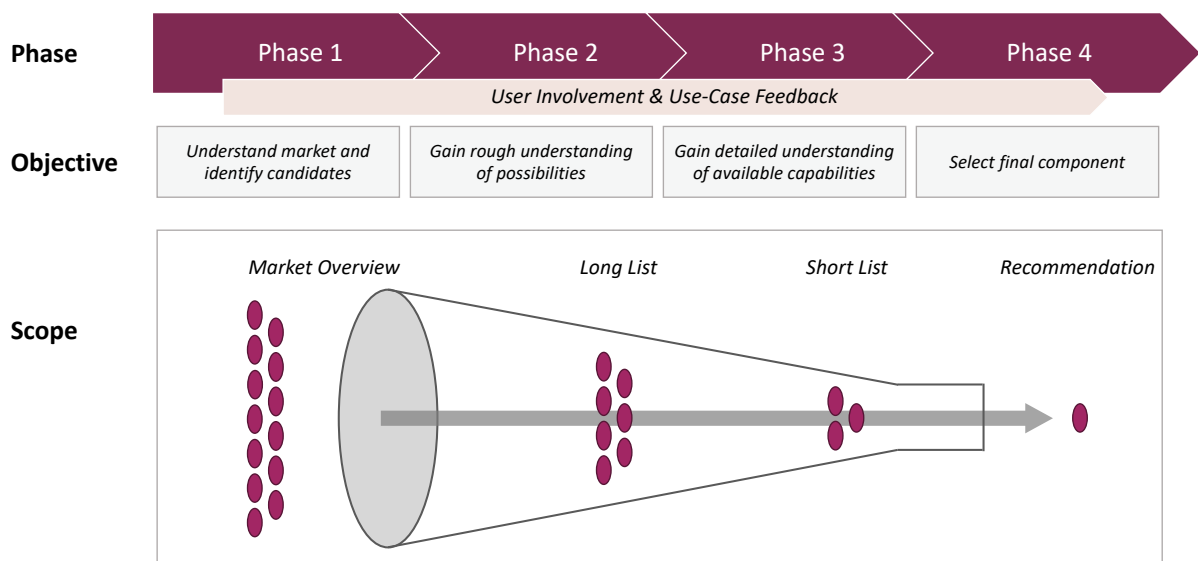 Phase
Phase 1
Phase 2
Phase 3
Phase 4
User Involvement & Use-Case Feedback
Objective
Understand market and
identify candidates
Gain rough understanding
of possibilities
Gain detailed understanding
of available capabilities
Select final component
Scope
Market Overview
Long List
Short List
Recommendation